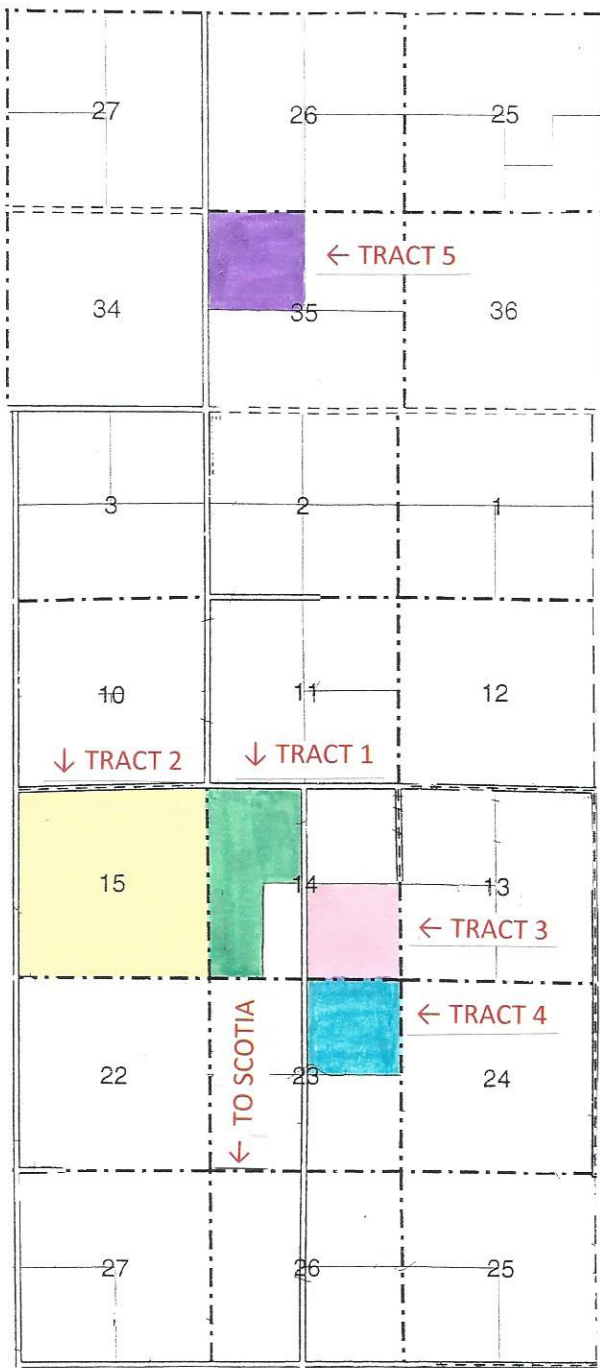 27 26 25
← TRACT 5
34 35 36
3 2 1
10 11 12
↓ TRACT 2 ↓ TRACT 1
15 14 13
← TRACT 3
← TRACT 4
↓ TO SCOTIA
22 23 24
27 26 25